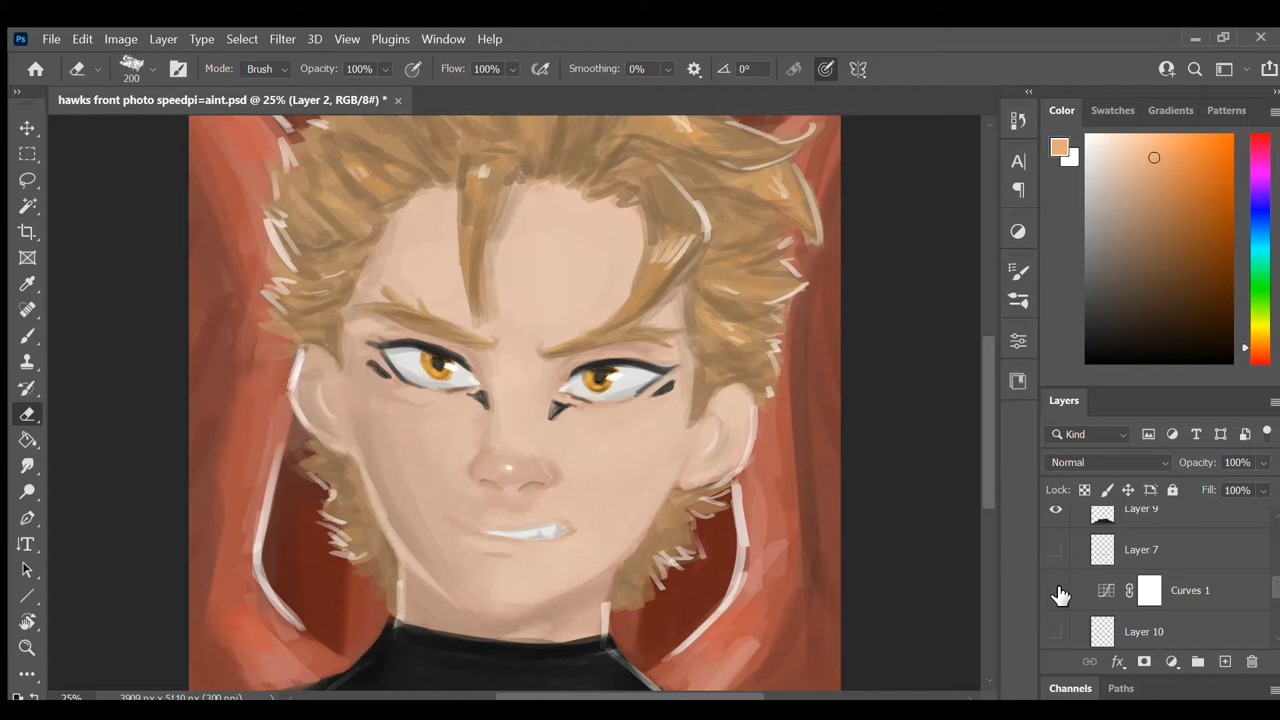 Ps File Edit Image Layer Type Select Filter 3D View Plugins Window Help
200 Mode: Brush Opacity: 100% Flow: 100% Smoothing: 0% 0°
hawks front photo speedpi=aint.psd @ 25% (Layer 2, RGB/8#) *
Color Swatches Gradients Patterns
Layers
Kind
Normal Opacity: 100%
Lock: Fill: 100%
Layer 9
Layer 7
Curves 1
Layer 10
fx
Channels Paths
25% 3909 px x 5110 px (300 ppi)